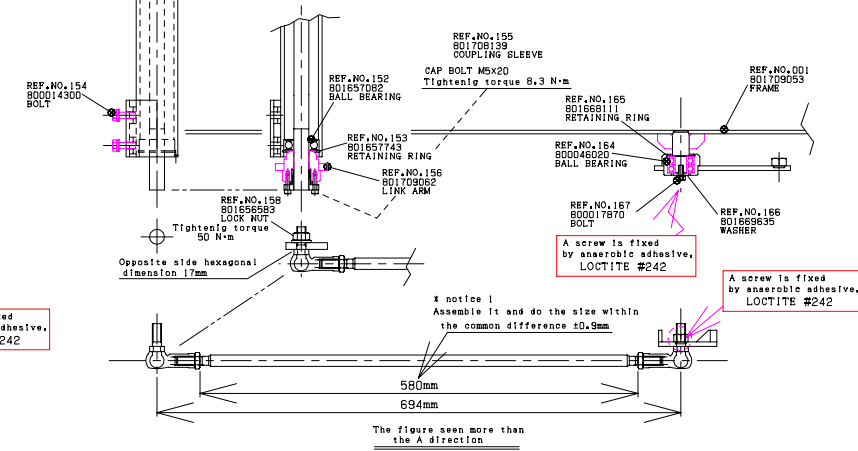 REF.NO.155
801708139
COUPLING SLEEVE
CAP BOLT M5X20
Tightenig torque 8.3 N·m
REF.NO.001
801709053
FRAME
REF.NO.154
800014300
BOLT
REF.NO.152
801657082
BALL BEARING
REF.NO.165
801668111
RETAINING RING
REF.NO.153
801657743
RETAINING RING
REF.NO.164
800046020
BALL BEARING
REF.NO.156
801709062
LINK ARM
REF.NO.158
801656583
LOOK NUT
Tightenig torque
50 N·m
REF.NO.167
800017870
BOLT
REF.NO.166
801669635
WASHER
A screw is fixed
by anaerobic adhesive,
LOCTITE #242
Opposite side hexagonal
dimension 17mm
A screw is fixed
by anaerobic adhesive,
LOCTITE #242
xed
adhesive,
242
* notice 1
Assemble it and do the size within
the common difference ±0.9mm
580mm
694mm
The figure seen more than
the A direction